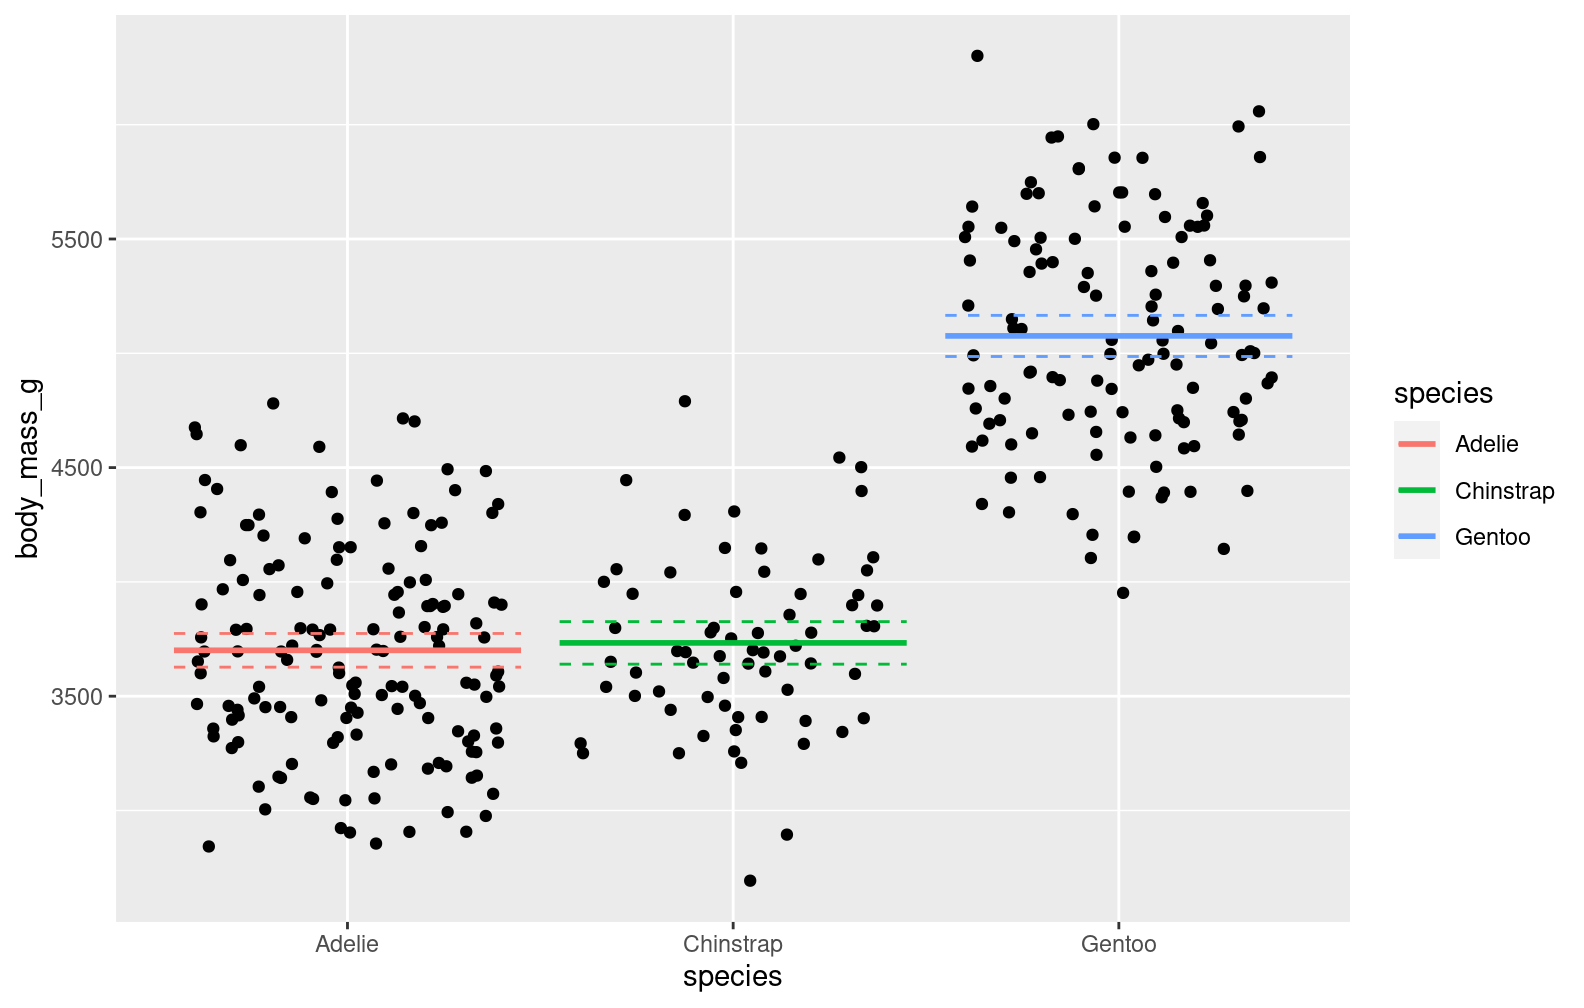 body_mass_g
5500
4500
3500
Adelie
Chinstrap
Gentoo
species
species
Adelie
Chinstrap
Gentoo